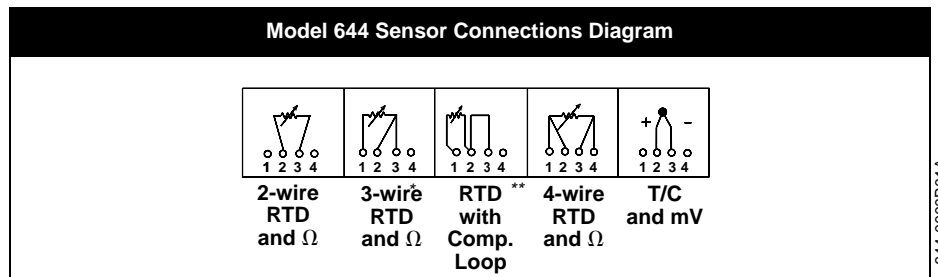 Model 644 Sensor Connections Diagram
+ -
1 2 3 4 1 2 3 4 1 2 3 4 1 2 3 4 1 2 3 4
2-wire
RTD
and Ω
3-wire*
RTD
and Ω
RTD **
with
Comp.
Loop
4-wire
RTD
and Ω
T/C
and mV